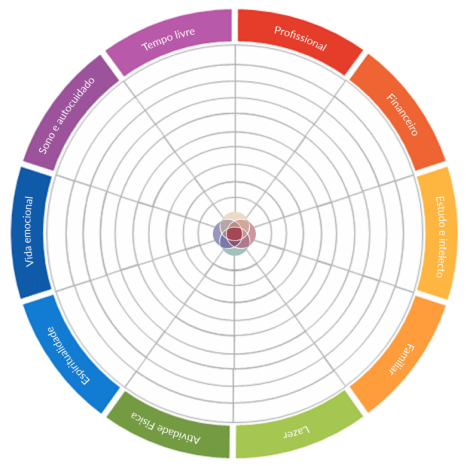 Profissional
Financeiro
Estudo e intelecto
Familiar
Lazer
Atividade Física
Espiritualidade
Vida emocional
Sono e autocuidado
Tempo livre